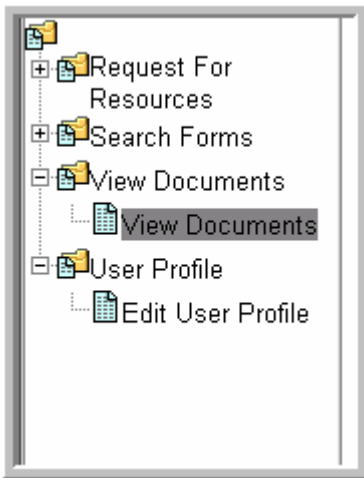 Request For
Resources
Search Forms
View Documents
View Documents
User Profile
Edit User Profile